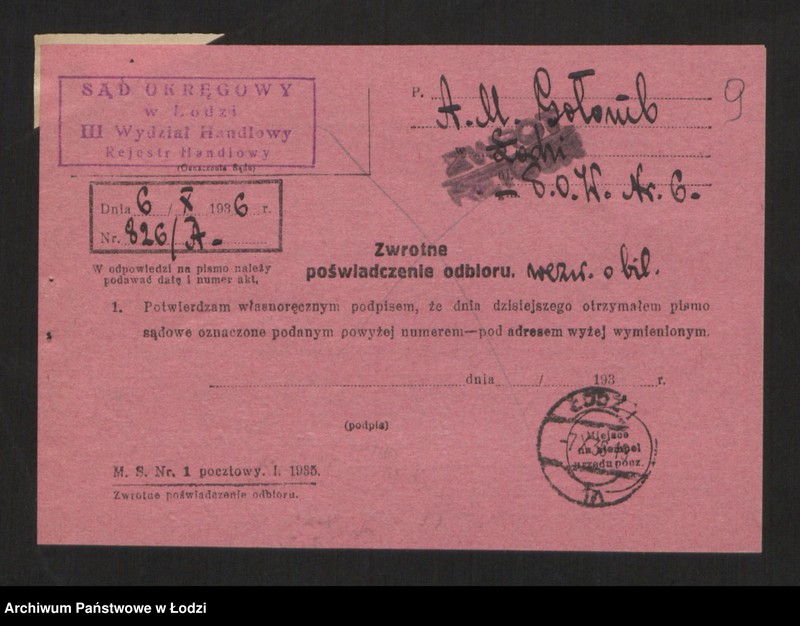 SĄD OKRĘGOWY
w Łodzi
III Wydział Handlowy
Rejestr Handlowy
(Oznaczenie Sądu)
P. A. M. Gołomb
9
Łodzi
P.O.W. Nr. 6-
Dnia 6 / X 1936 r.
Nr. 826/A-
W odpowiedzi na pismo należy
podawać datę i numer akt.
Zwrotne
poświadczenie odbioru. wezw. o bil.
1. Potwierdzam własnoręcznym podpisem, że dnia dzisiejszego otrzymałem pismo
sądowe oznaczone podanym powyżej numerem—pod adresem wyżej wymienionym.
dnia / 193 r.
(podpis)
ŁÓDŹ 1
Miejsce
na stempel
urzędu pocz.
M. S. Nr. 1 pocztowy. I. 1935.
Zwrotne poświadczenie odbioru.
Archiwum Państwowe w Łodzi